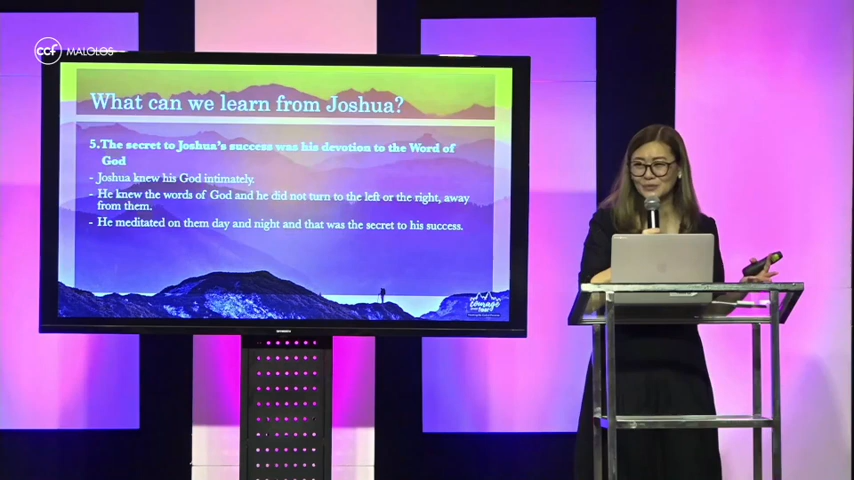 ccf MALOLOS
What can we learn from Joshua?
5.The secret to Joshua's success was his devotion to the Word of
God
- Joshua knew his God intimately.
- He knew the words of God and he did not turn to the left or the right, away
from them.
- He meditated on them day and night and that was the secret to his success.
courage